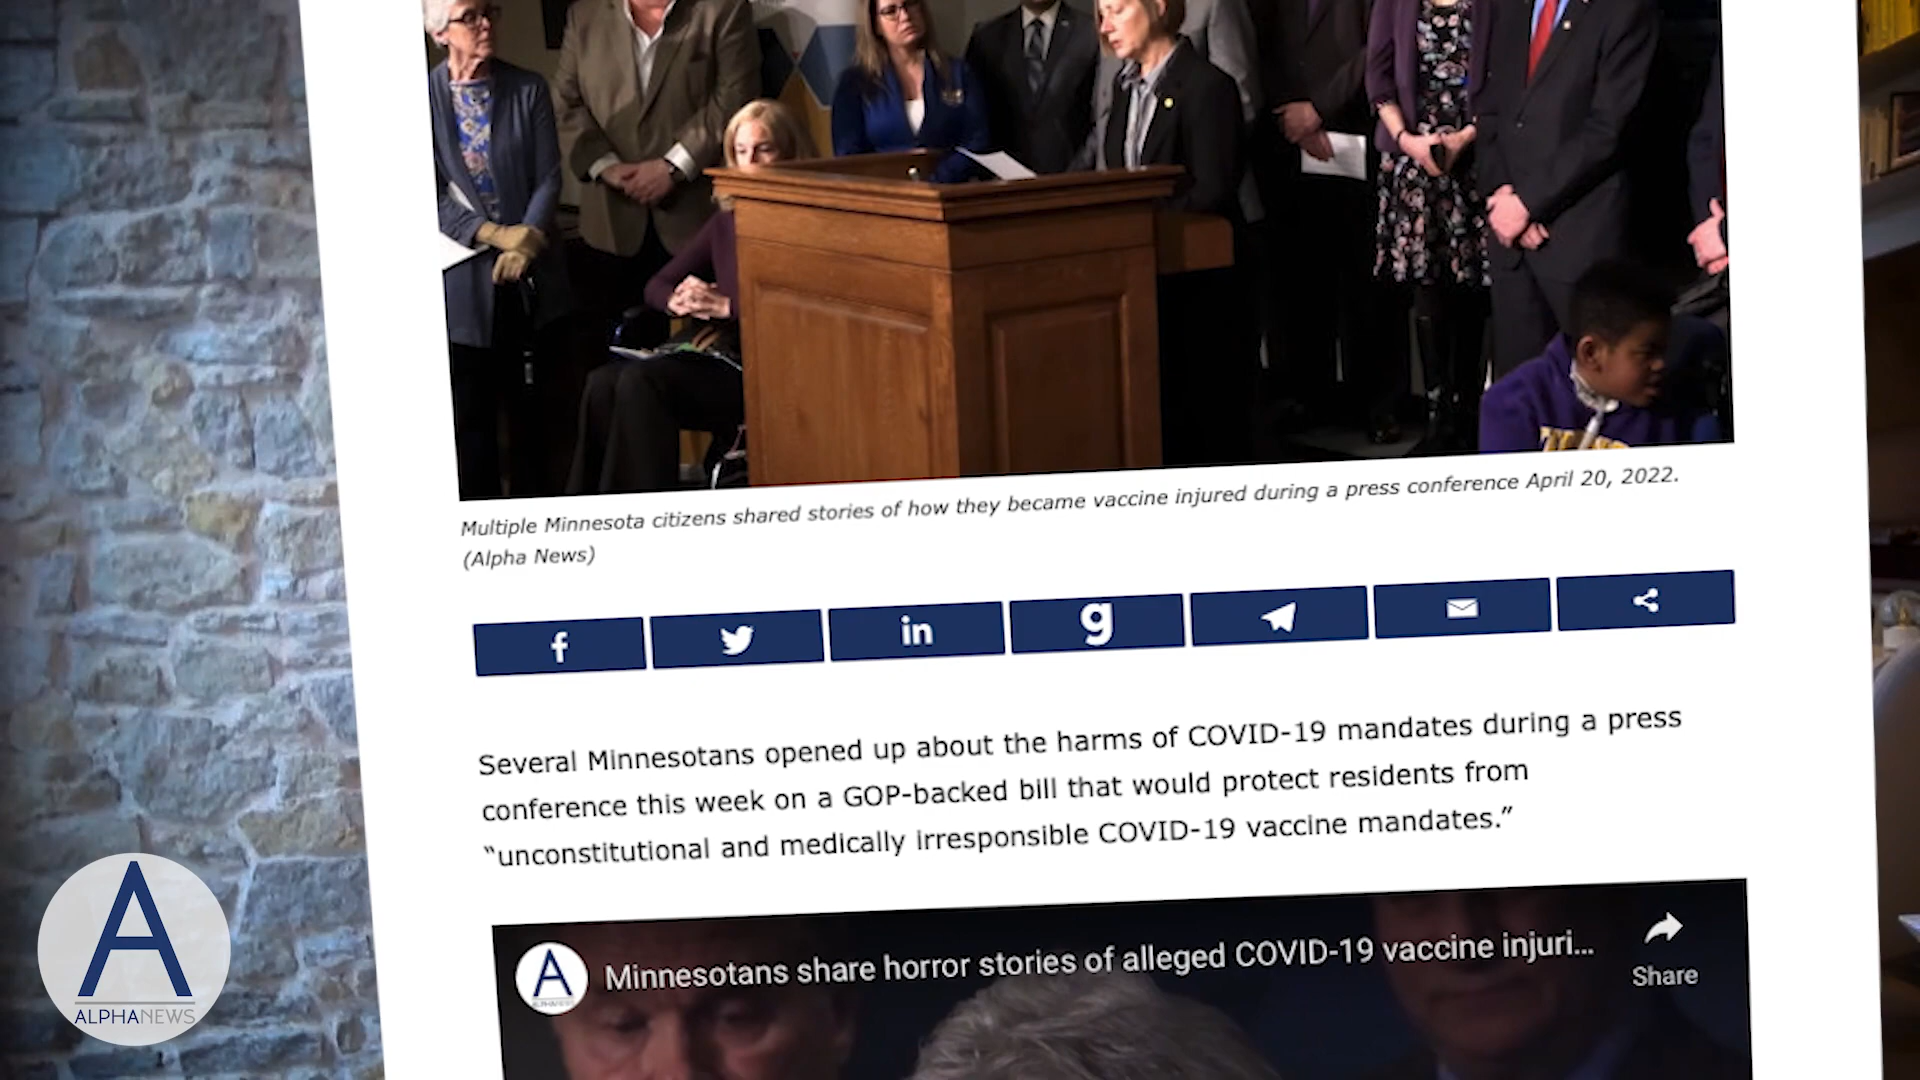 Multiple Minnesota citizens shared stories of how they became vaccine injured during a press conference April 20, 2022.
(Alpha News)
f
in
g
Several Minnesotans opened up about the harms of COVID-19 mandates during a press
conference this week on a GOP-backed bill that would protect residents from
“unconstitutional and medically irresponsible COVID-19 vaccine mandates.”
A
Minnesotans share horror stories of alleged COVID-19 vaccine injuri...
Share
A
ALPHANEWS